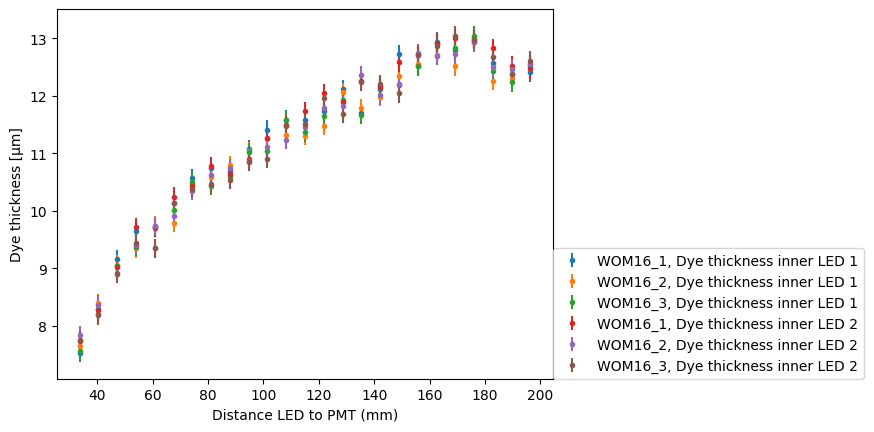 13
12
11
10
9
8
Dye thickness [µm]
40 60 80 100 120 140 160 180 200
Distance LED to PMT (mm)
WOM16_1, Dye thickness inner LED 1
WOM16_2, Dye thickness inner LED 1
WOM16_3, Dye thickness inner LED 1
WOM16_1, Dye thickness inner LED 2
WOM16_2, Dye thickness inner LED 2
WOM16_3, Dye thickness inner LED 2